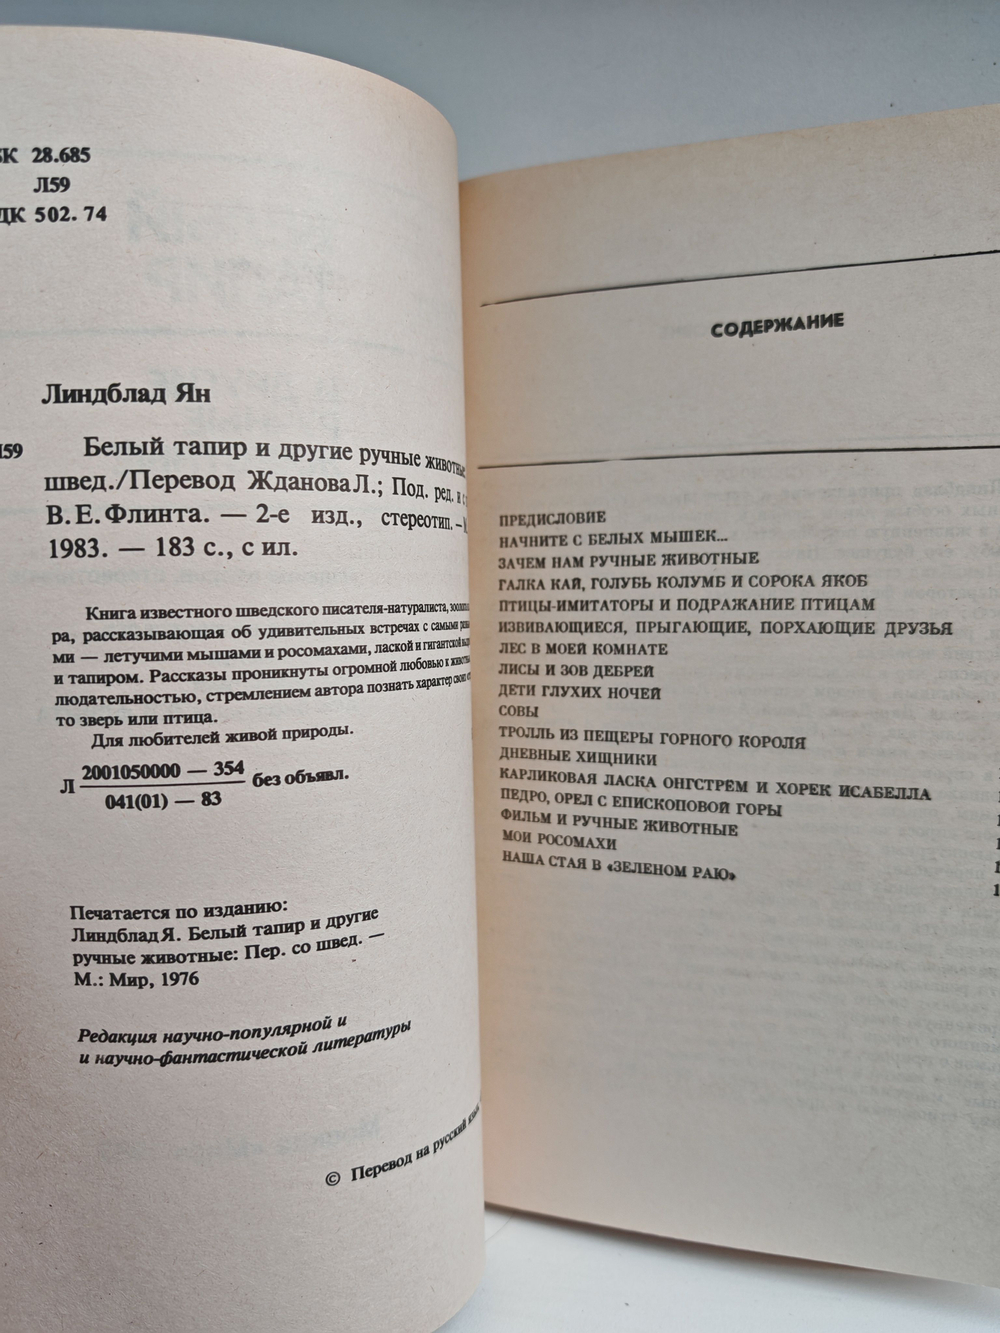 БК 28.685
Л59
ДК 502.74
Линдблад Ян
Л59 Белый тапир и другие ручные животные
швед./Перевод Жданова Л.; Под. ред. и с
В. Е. Флинта. — 2-е изд., стереотип. — М
1983. — 183 с., с ил.
Книга известного шведского писателя-натуралиста,
ра, рассказывающая об удивительных встречах с самыми
ми — летучими мышами и росомахами, лаской и гигантской
и тапиром. Рассказы проникнуты огромной любовью к
людательностью, стремлением автора познать характер
то зверь или птица.
Для любителей живой природы.
Л 2001050000 — 354 без объявл.
041(01) — 83
Печатается по изданию:
Линдблад Я. Белый тапир и другие
ручные животные: Пер. со швед. —
М.: Мир, 1976
Редакция научно-популярной и
и научно-фантастической литературы
© Перевод на русский язык
СОДЕРЖАНИЕ
ПРЕДИСЛОВИЕ
НАЧНИТЕ С БЕЛЫХ МЫШЕК...
ЗАЧЕМ НАМ РУЧНЫЕ ЖИВОТНЫЕ
ГАЛКА КАЙ, ГОЛУБЬ КОЛУМБ И СОРОКА ЯКОБ
ПТИЦЫ-ИМИТАТОРЫ И ПОДРАЖАНИЕ ПТИЦАМ
ИЗВИВАЮЩИЕСЯ, ПРЫГАЮЩИЕ, ПОРХАЮЩИЕ ДРУЗЬЯ
ЛЕС В МОЕЙ КОМНАТЕ
ЛИСЫ И ЗОВ ДЕБРЕЙ
ДЕТИ ГЛУХИХ НОЧЕЙ
СОВЫ
ТРОЛЛЬ ИЗ ПЕЩЕРЫ ГОРНОГО КОРОЛЯ
ДНЕВНЫЕ ХИЩНИКИ
КАРЛИКОВАЯ ЛАСКА ОНГСТРЕМ И ХОРЕК ИСАБЕЛЛА
ПЕДРО, ОРЕЛ С ЕПИСКОПОВОЙ ГОРЫ
ФИЛЬМ И РУЧНЫЕ ЖИВОТНЫЕ
МОИ РОСОМАХИ
НАША СТАЯ В «ЗЕЛЕНОМ РАЮ»